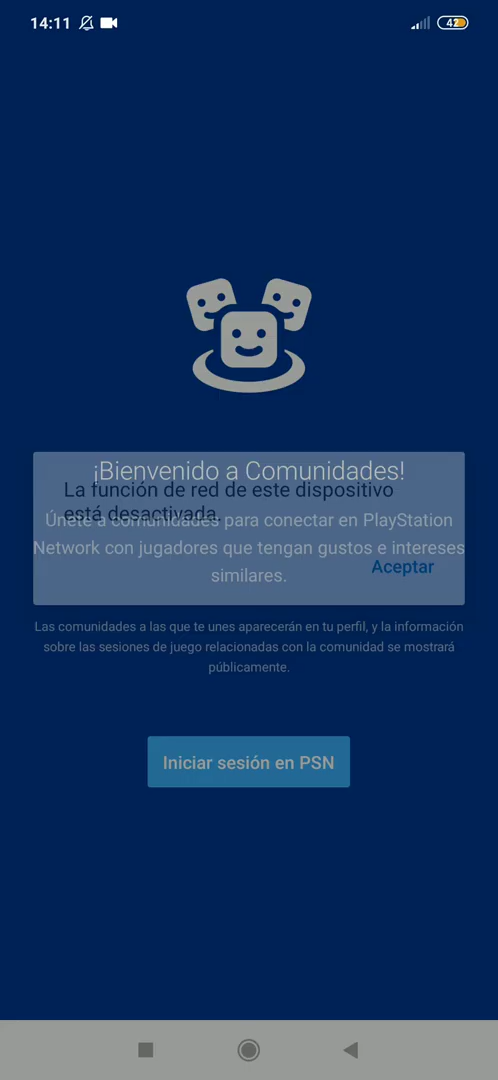 14:11
42
¡Bienvenido a Comunidades!
La función de red de este dispositivo
está desactivada.
Únete a comunidades para conectar en PlayStation
Network con jugadores que tengan gustos e intereses
similares.
Aceptar
Las comunidades a las que te unes aparecerán en tu perfil, y la información
sobre las sesiones de juego relacionadas con la comunidad se mostrará
públicamente.
Iniciar sesión en PSN